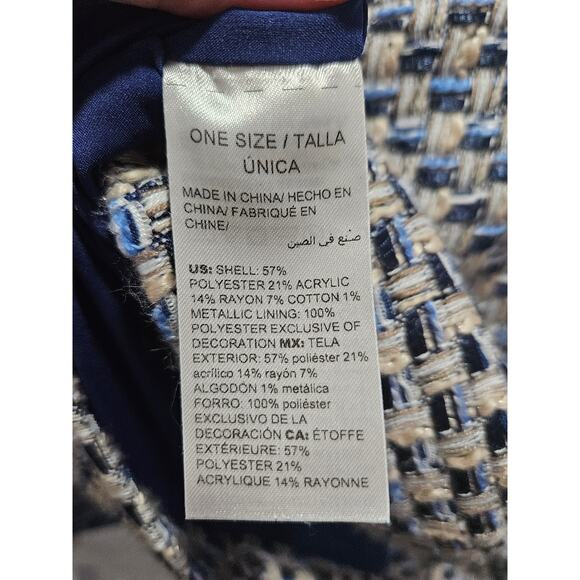 ONE SIZE / TALLA
ÚNICA
MADE IN CHINA/ HECHO EN
CHINA/ FABRIQUÉ EN
CHINE/
صنع في الصين
US: SHELL: 57%
POLYESTER 21% ACRYLIC
14% RAYON 7% COTTON 1%
METALLIC LINING: 100%
POLYESTER EXCLUSIVE OF
DECORATION MX: TELA
EXTERIOR: 57% poliéster 21%
acrílico 14% rayón 7%
ALGODÓN 1% metálica
FORRO: 100% poliéster
EXCLUSIVO DE LA
DECORACIÓN CA: ÉTOFFE
EXTÉRIEURE: 57%
POLYESTER 21%
ACRYLIQUE 14% RAYONNE